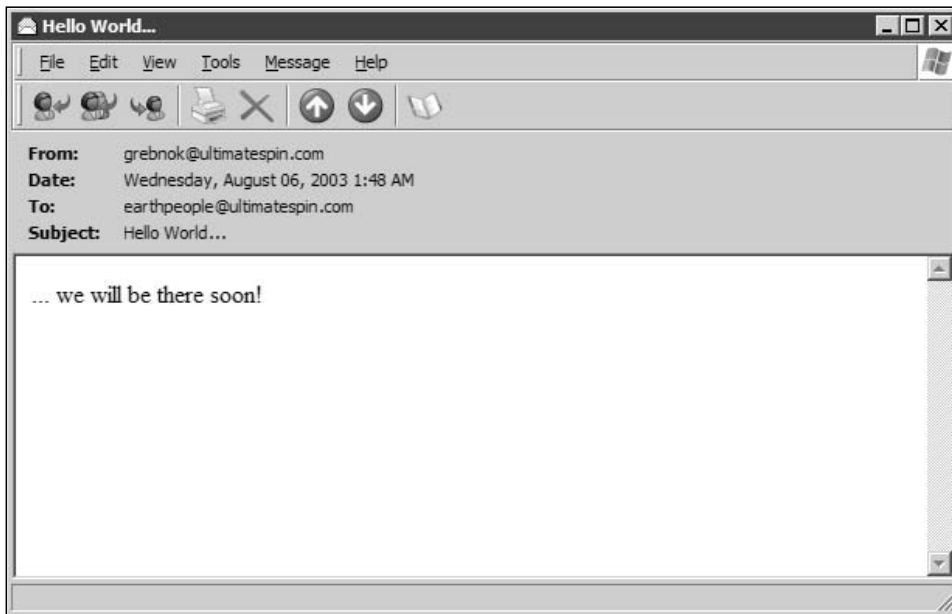 Hello World...
File Edit View Tools Message Help
From: grebnok@ultimatespin.com
Date: Wednesday, August 06, 2003 1:48 AM
To: earthpeople@ultimatespin.com
Subject: Hello World...
... we will be there soon!